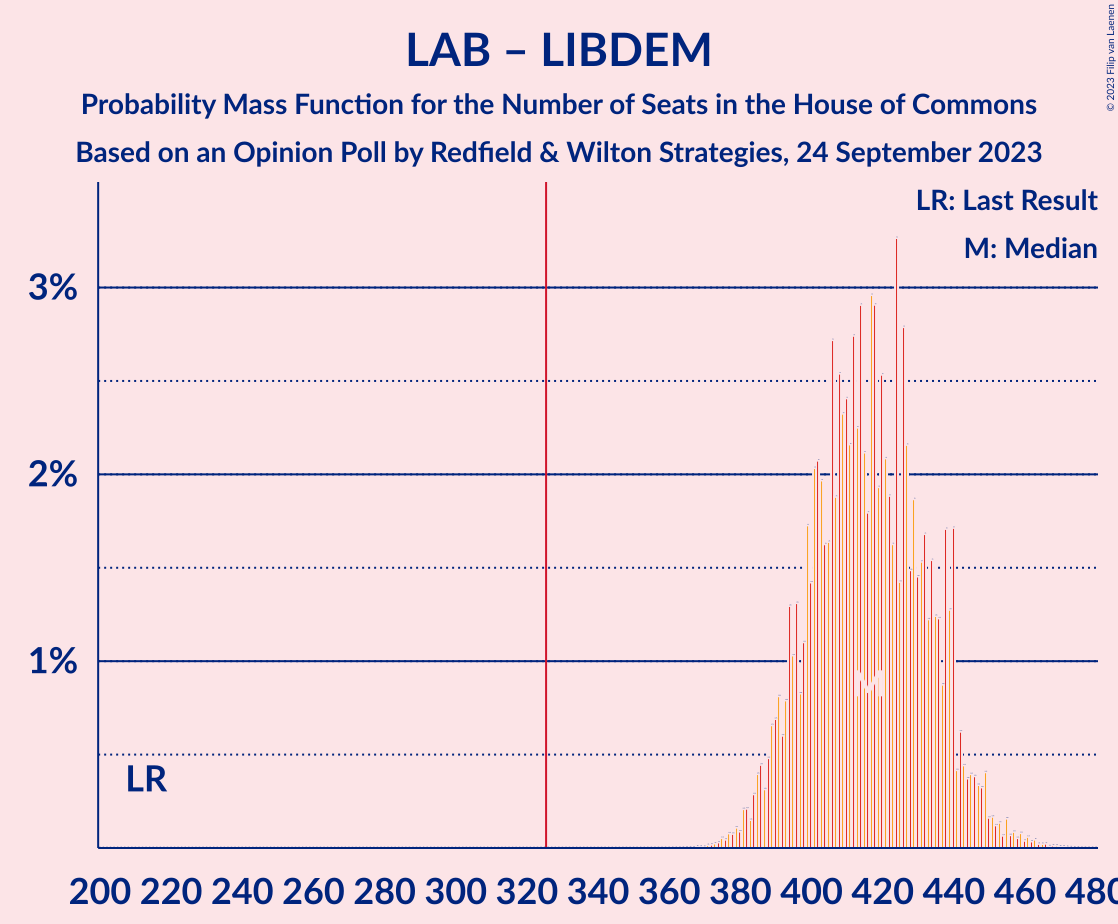 LAB – LIBDEM
Probability Mass Function for the Number of Seats in the House of Commons
Based on an Opinion Poll by Redfield & Wilton Strategies, 24 September 2023
© 2023 Filip van Laenen
LR: Last Result
M: Median
3%
2%
1%
LR
M
200 220 240 260 280 300 320 340 360 380 400 420 440 460 480